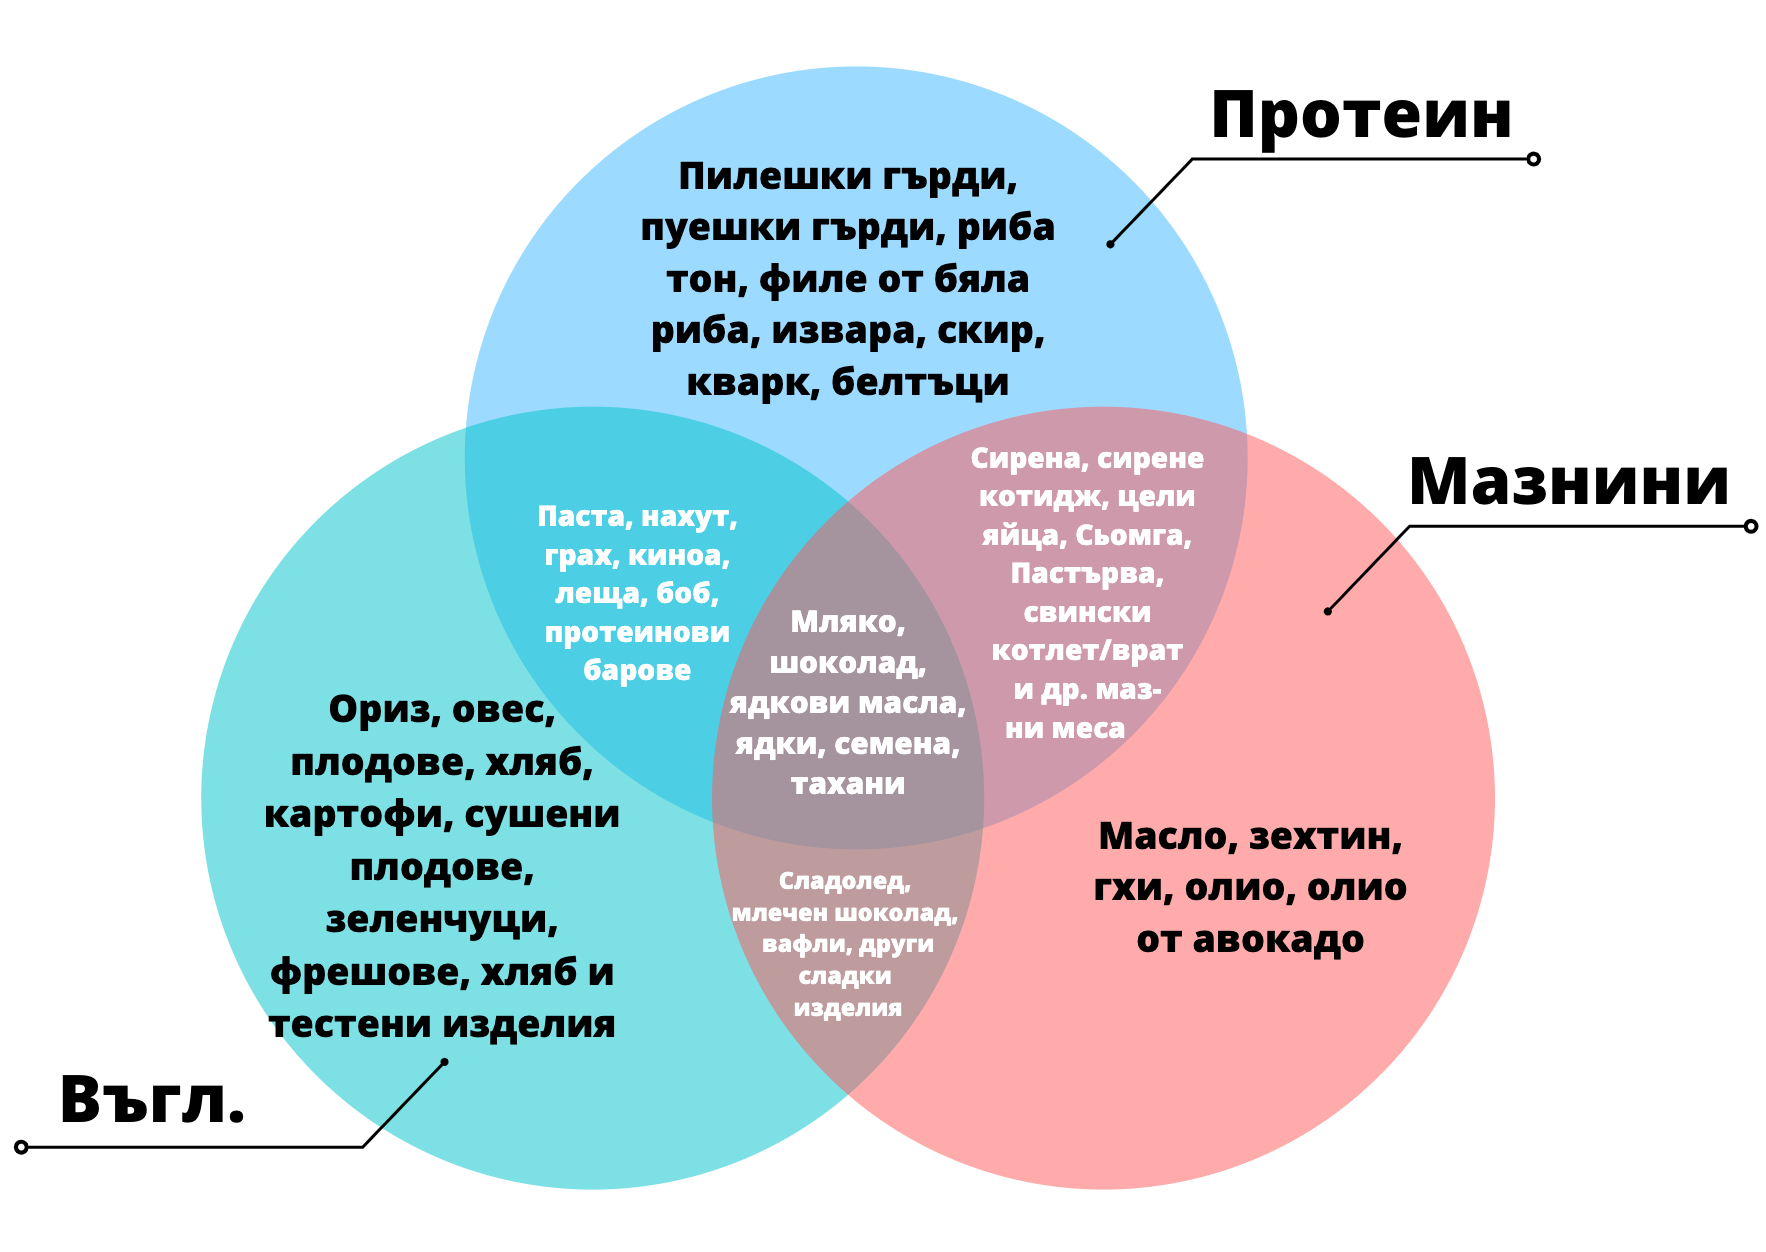 Протеин
Пилешки гърди,
пуешки гърди, риба
тон, филе от бяла
риба, извара, скир,
кварк, белтъци
Мазнини
Сирена, сирене
котидж, цели
яйца, Сьомга,
Пастърва,
свински
котлет/врат
и др. маз-
ни меса
Паста, нахут,
грах, киноа,
леща, боб,
протеинови
барове
Мляко,
шоколад,
ядкови масла,
ядки, семена,
тахани
Ориз, овес,
плодове, хляб,
картофи, сушени
плодове,
зеленчуци,
фрешове, хляб и
тестени изделия
Масло, зехтин,
гхи, олио, олио
от авокадо
Сладолед,
млечен шоколад,
вафли, други
сладки
изделия
Въгл.